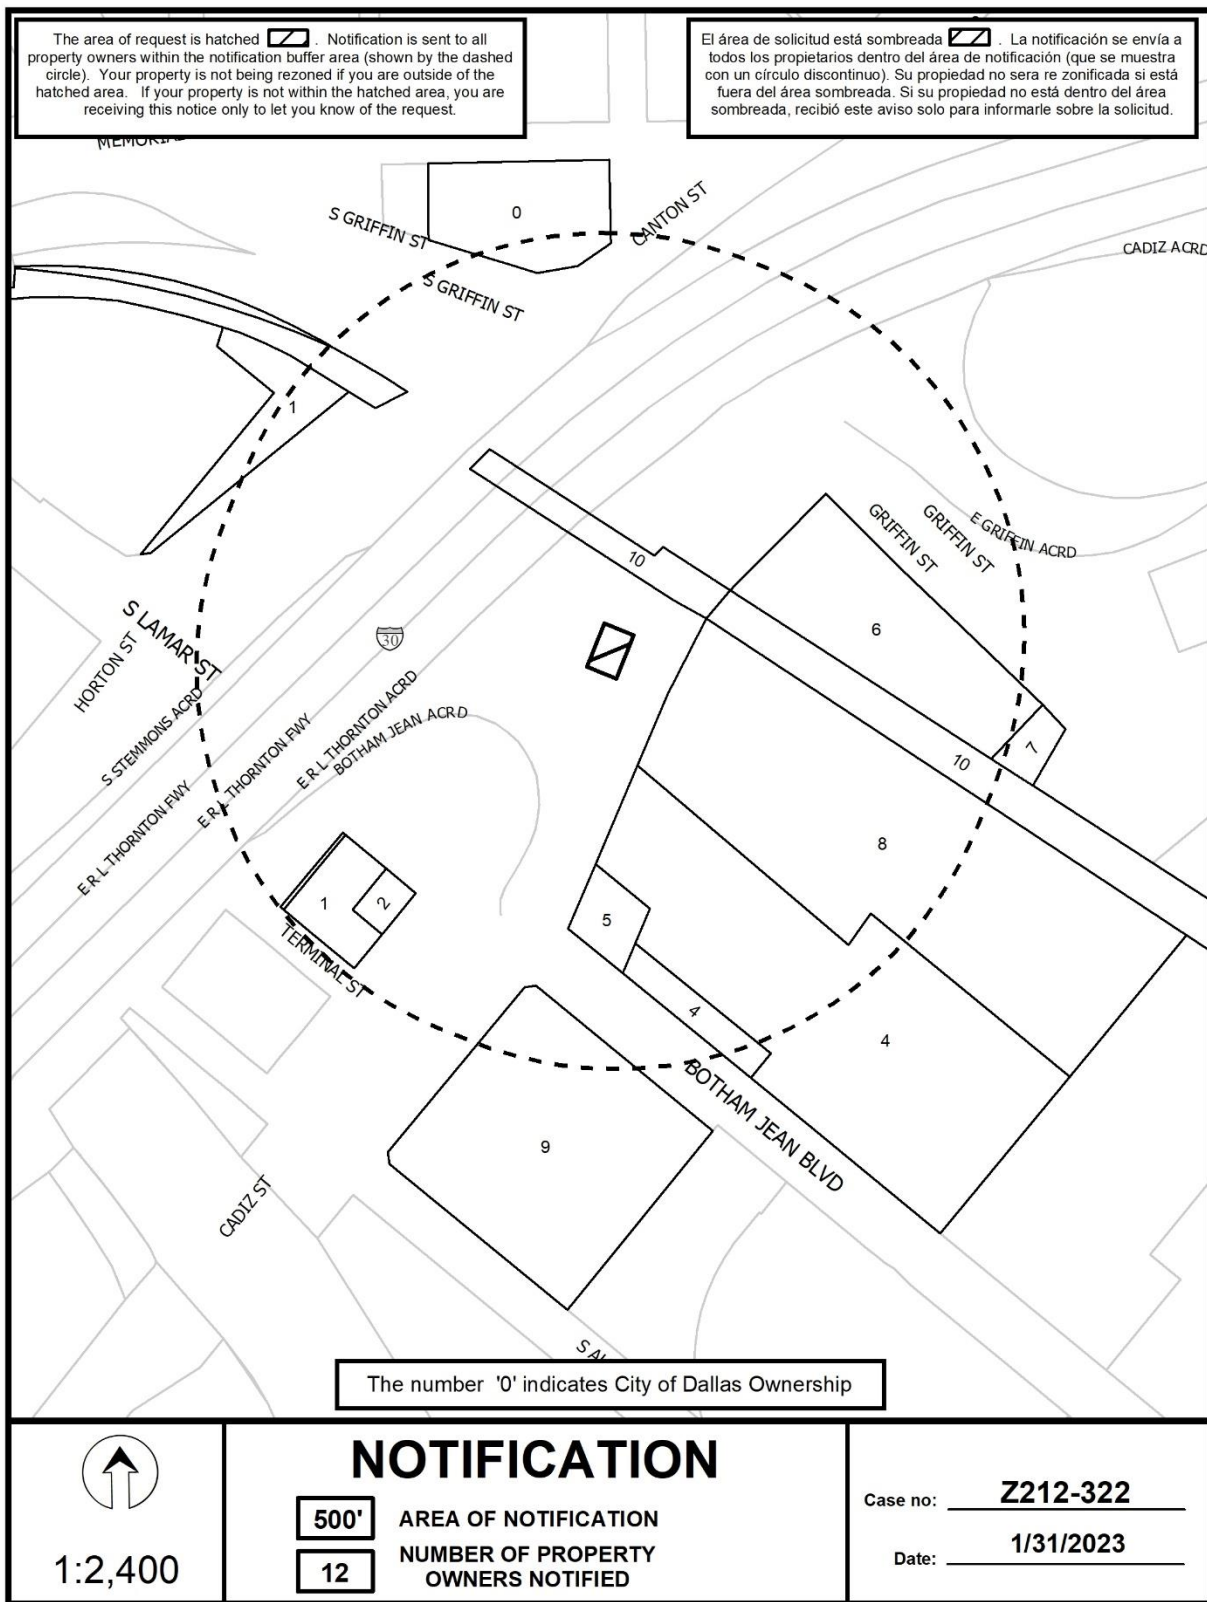 The area of request is hatched . Notification is sent to all
property owners within the notification buffer area (shown by the dashed
circle). Your property is not being rezoned if you are outside of the
hatched area. If your property is not within the hatched area, you are
receiving this notice only to let you know of the request.
El área de solicitud está sombreada . La notificación se envía a
todos los propietarios dentro del área de notificación (que se muestra
con un círculo discontinuo). Su propiedad no sera re zonificada si está
fuera del área sombreada. Si su propiedad no está dentro del área
sombreada, recibió este aviso solo para informarle sobre la solicitud.
0
S GRIFFIN ST
CANTON ST
CADIZ ACRD
S GRIFFIN ST
1
GRIFFIN ST
GRIFFIN ST
E GRIFFIN ACRD
10
S LAMAR ST
HORTON ST
30
6
S STEMMONS ACRD
E R L THORNTON ACRD
BOTHAM JEAN ACRD
E R L THORNTON FWY
E R L THORNTON FWY
10
7
8
1
2
5
TERMINAL ST
4
4
BOTHAM JEAN BLVD
9
CADIZ ST
The number '0' indicates City of Dallas Ownership
1:2,400
NOTIFICATION
500' AREA OF NOTIFICATION
12 NUMBER OF PROPERTY
OWNERS NOTIFIED
Case no: Z212-322
Date: 1/31/2023